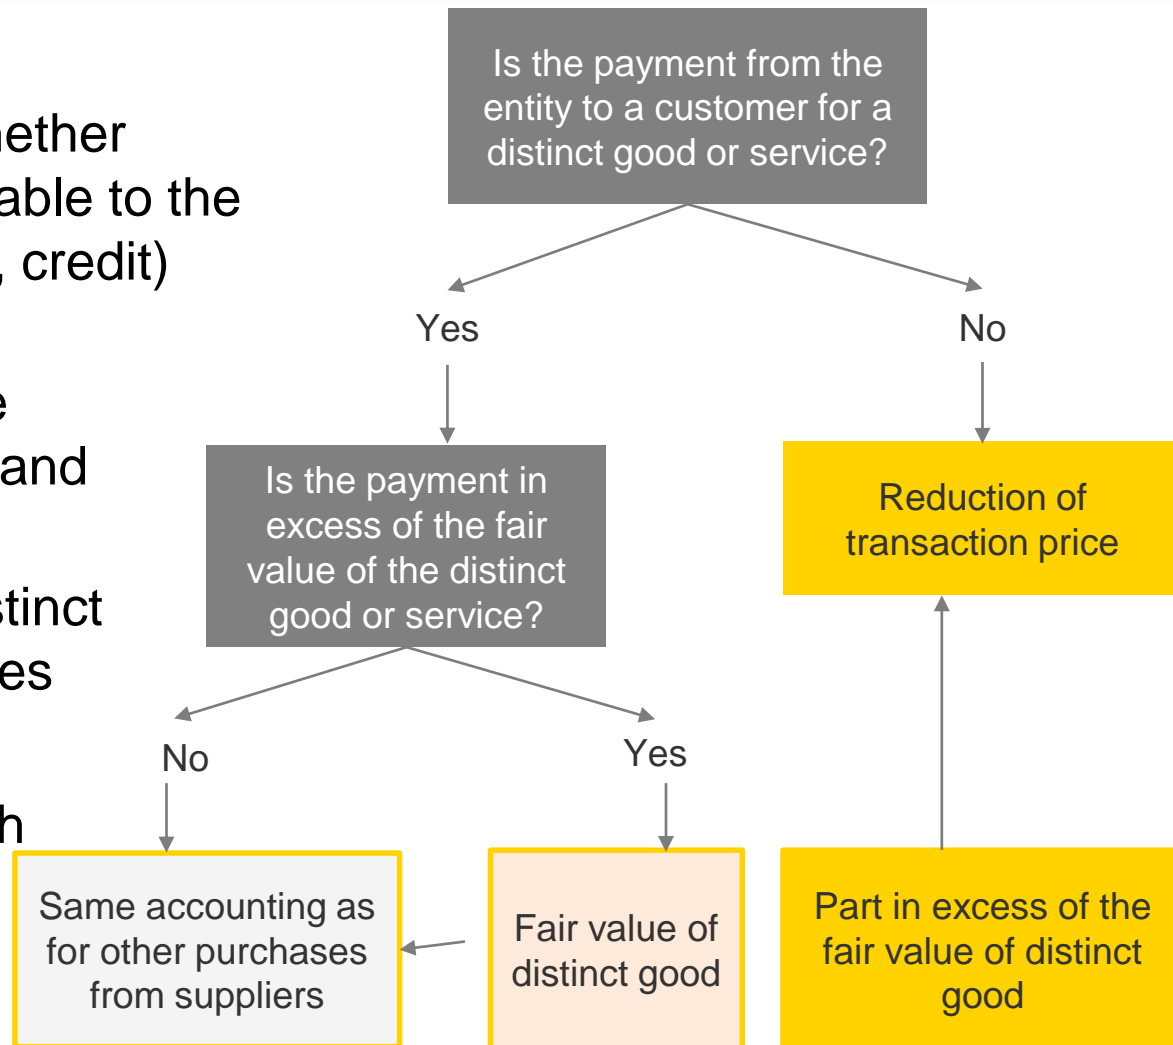 Is the payment from the
entity to a customer for a
distinct good or service?
able to the
, credit)
Yes
No
and
Is the payment in
excess of the fair
value of the distinct
good or service?
Reduction of
transaction price
No
Yes
Same accounting as
for other purchases
from suppliers
Fair value of
distinct good
Part in excess of the
fair value of distinct
good